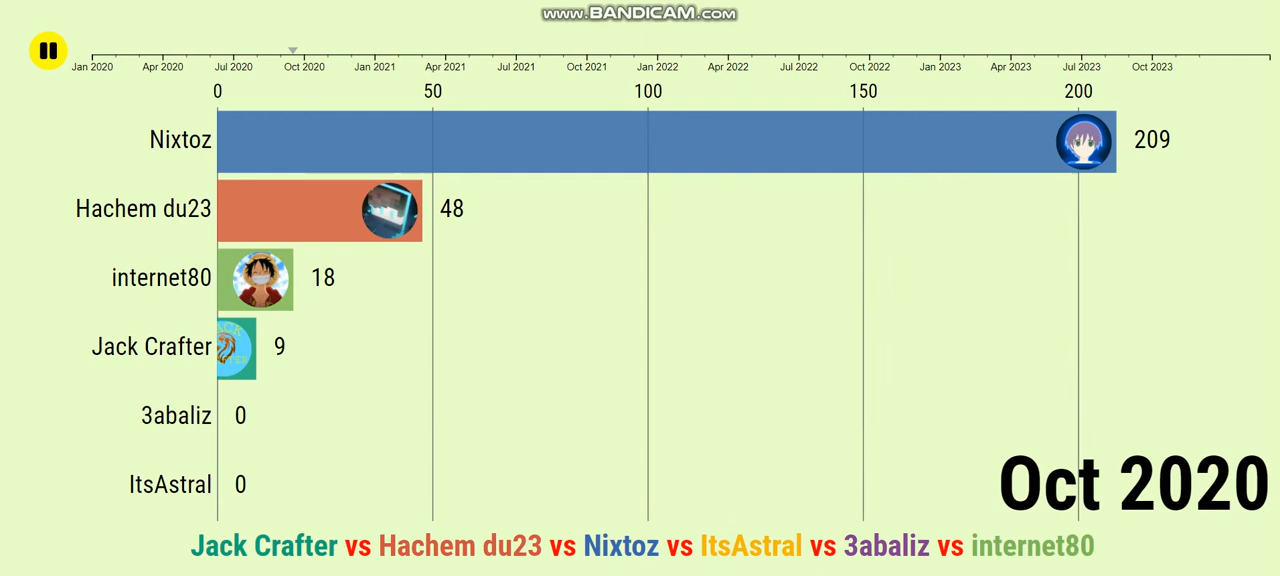 www.BANDICAM.com
Jan 2020 Apr 2020 Jul 2020 Oct 2020 Jan 2021 Apr 2021 Jul 2021 Oct 2021 Jan 2022 Apr 2022 Jul 2022 Oct 2022 Jan 2023 Apr 2023 Jul 2023 Oct 2023
0 50 100 150 200
Nixtoz 209
Hachem du23 48
internet80 18
Jack Crafter 9
3abaliz 0
ItsAstral 0
Oct 2020
Jack Crafter vs Hachem du23 vs Nixtoz vs ItsAstral vs 3abaliz vs internet80